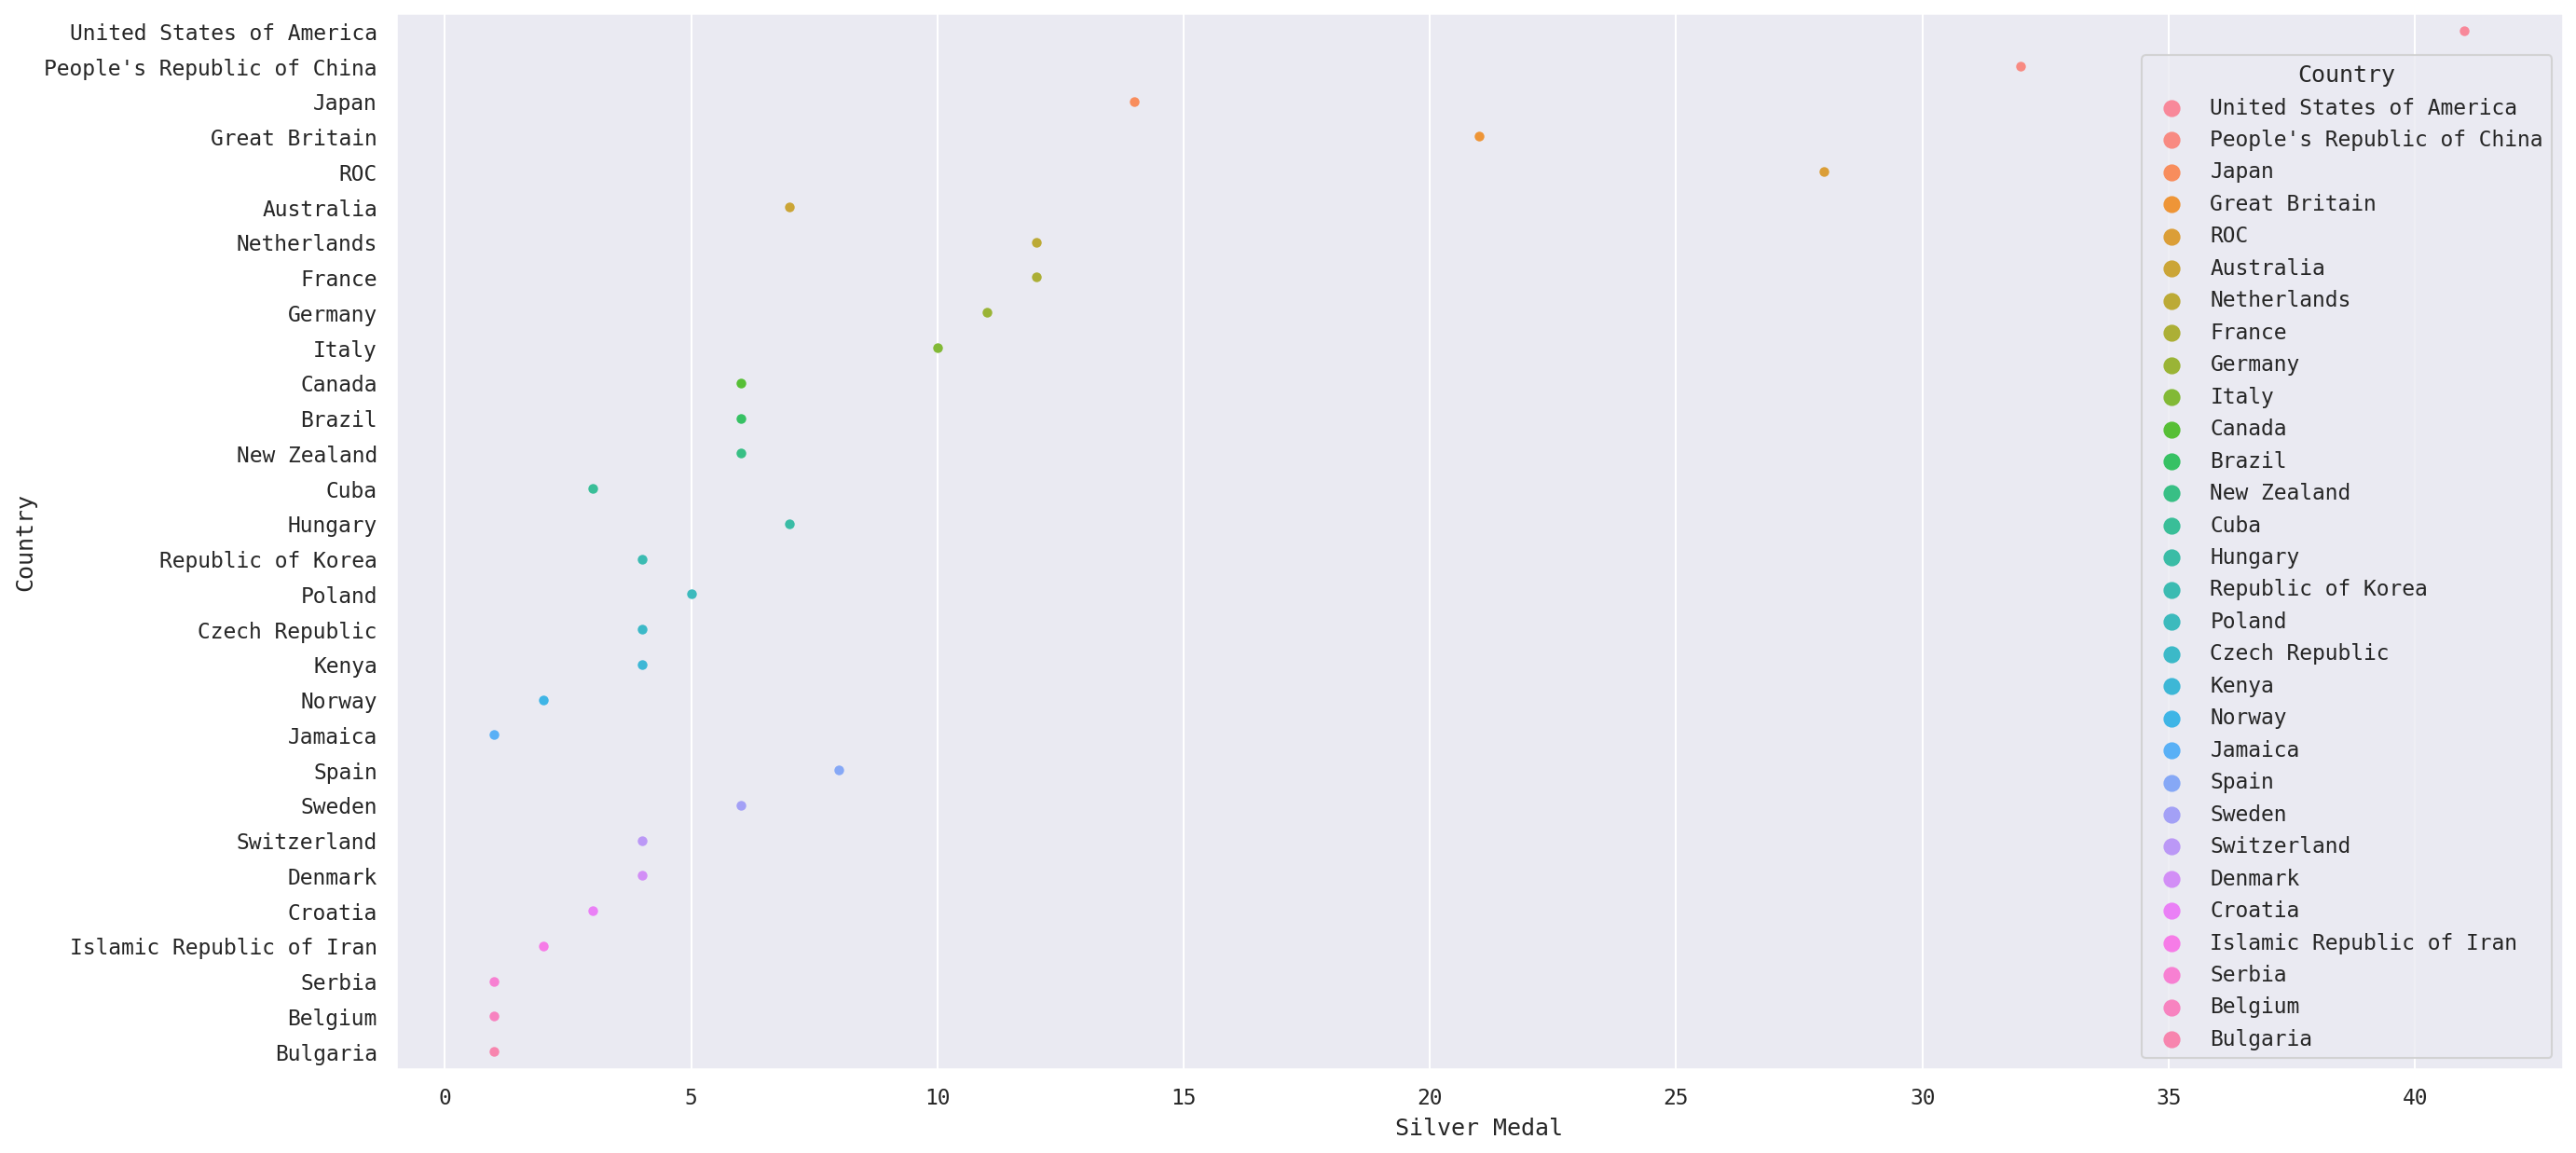 United States of America
People's Republic of China
Japan
Great Britain
ROC
Australia
Netherlands
France
Germany
Italy
Canada
Brazil
New Zealand
Cuba
Hungary
Republic of Korea
Poland
Czech Republic
Kenya
Norway
Jamaica
Spain
Sweden
Switzerland
Denmark
Croatia
Islamic Republic of Iran
Serbia
Belgium
Bulgaria
Country
0 5 10 15 20 25 30 35 40
Silver Medal
Country
United States of America
People's Republic of China
Japan
Great Britain
ROC
Australia
Netherlands
France
Germany
Italy
Canada
Brazil
New Zealand
Cuba
Hungary
Republic of Korea
Poland
Czech Republic
Kenya
Norway
Jamaica
Spain
Sweden
Switzerland
Denmark
Croatia
Islamic Republic of Iran
Serbia
Belgium
Bulgaria